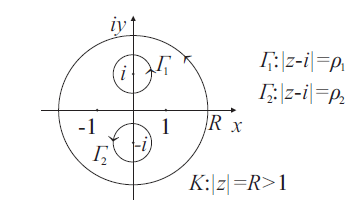 iy
i Γ₁
-1 1 R x
Γ₂ -i
Γ₁:|z-i|=ρ₁
Γ₂:|z-i|=ρ₂
K:|z|=R>1